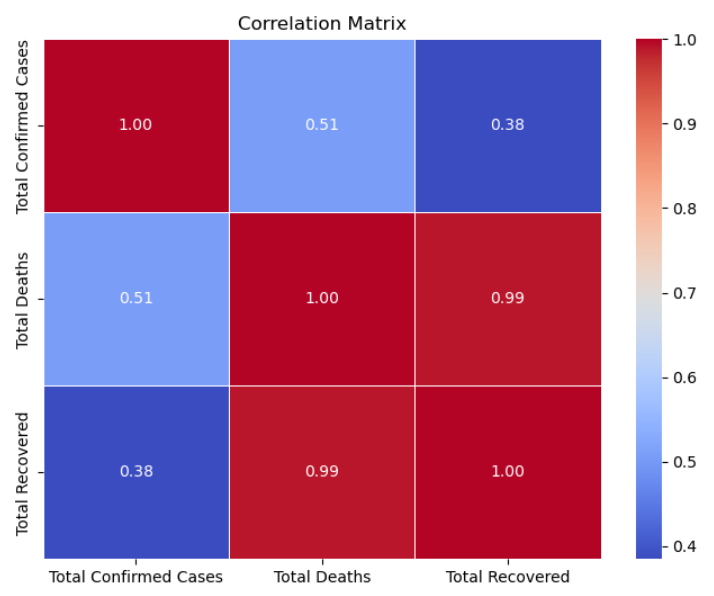 Correlation Matrix
Total Confirmed Cases
1.00
0.51
0.38
Total Deaths
0.51
1.00
0.99
Total Recovered
0.38
0.99
1.00
Total Confirmed Cases
Total Deaths
Total Recovered
1.0
0.9
0.8
0.7
0.6
0.5
0.4